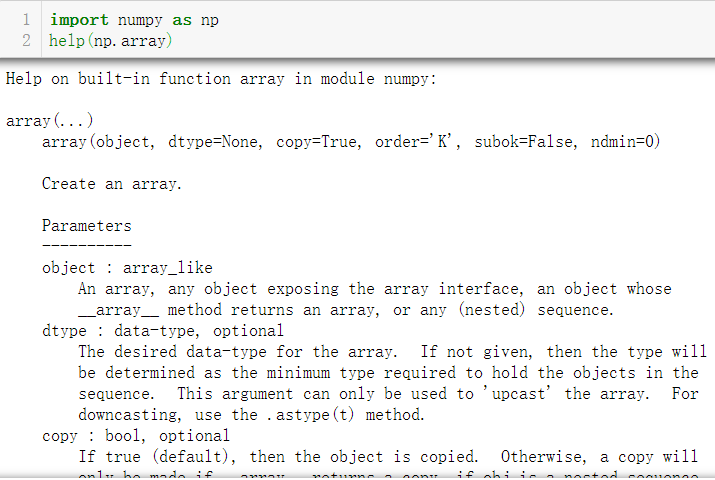 1 import numpy as np
2 help(np.array)
Help on built-in function array in module numpy:
array(...)
array(object, dtype=None, copy=True, order='K', subok=False, ndmin=0)
Create an array.
Parameters
----------
object : array_like
An array, any object exposing the array interface, an object whose
__array__ method returns an array, or any (nested) sequence.
dtype : data-type, optional
The desired data-type for the array.  If not given, then the type will
be determined as the minimum type required to hold the objects in the
sequence.  This argument can only be used to 'upcast' the array.  For
downcasting, use the .astype(t) method.
copy : bool, optional
If true (default), then the object is copied.  Otherwise, a copy will
only be made if __array__ returns a copy, if obj is a nested sequence,